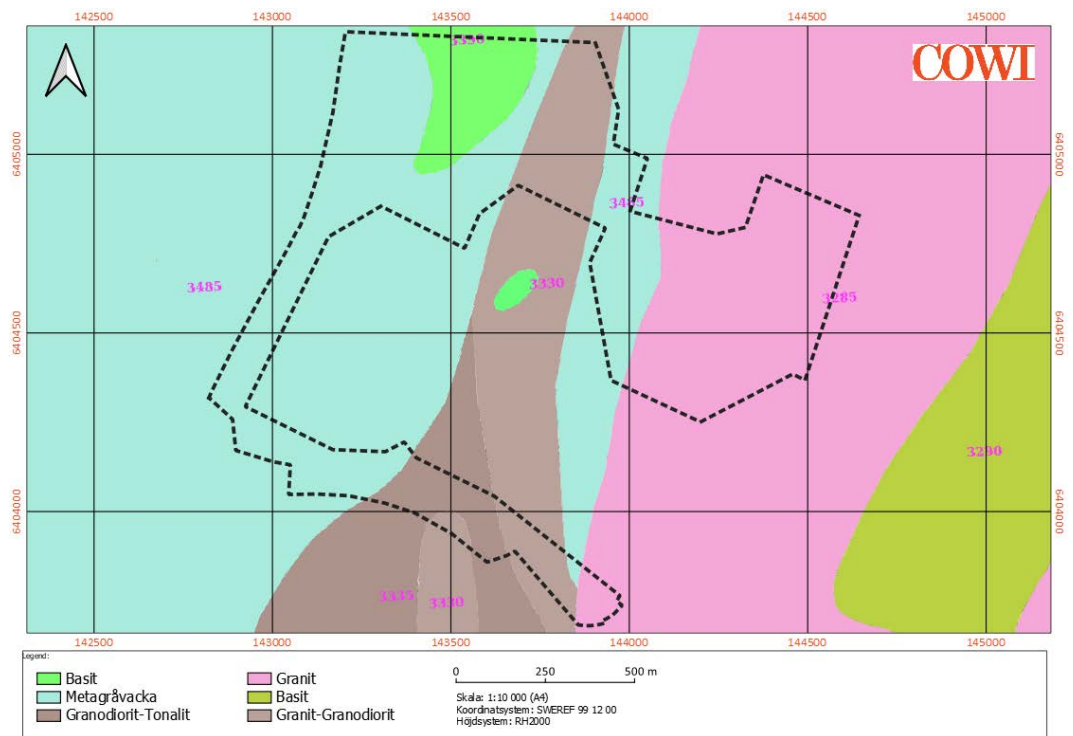 142500 143000 143500 144000 144500 145000
3330
COWI
6405000 6405000
3485
3485
3330
3285
6404500 6404500
3290
6404000 6404000
3335
3330
142500 143000 143500 144000 144500 145000
Legend:
Basit
Metagråvacka
Granodiorit-Tonalit
Granit
Basit
Granit-Granodiorit
0 250 500 m
Skala: 1:10 000 (A4)
Koordinatsystem: SWEREF 99 12 00
Höjdsystem: RH2000